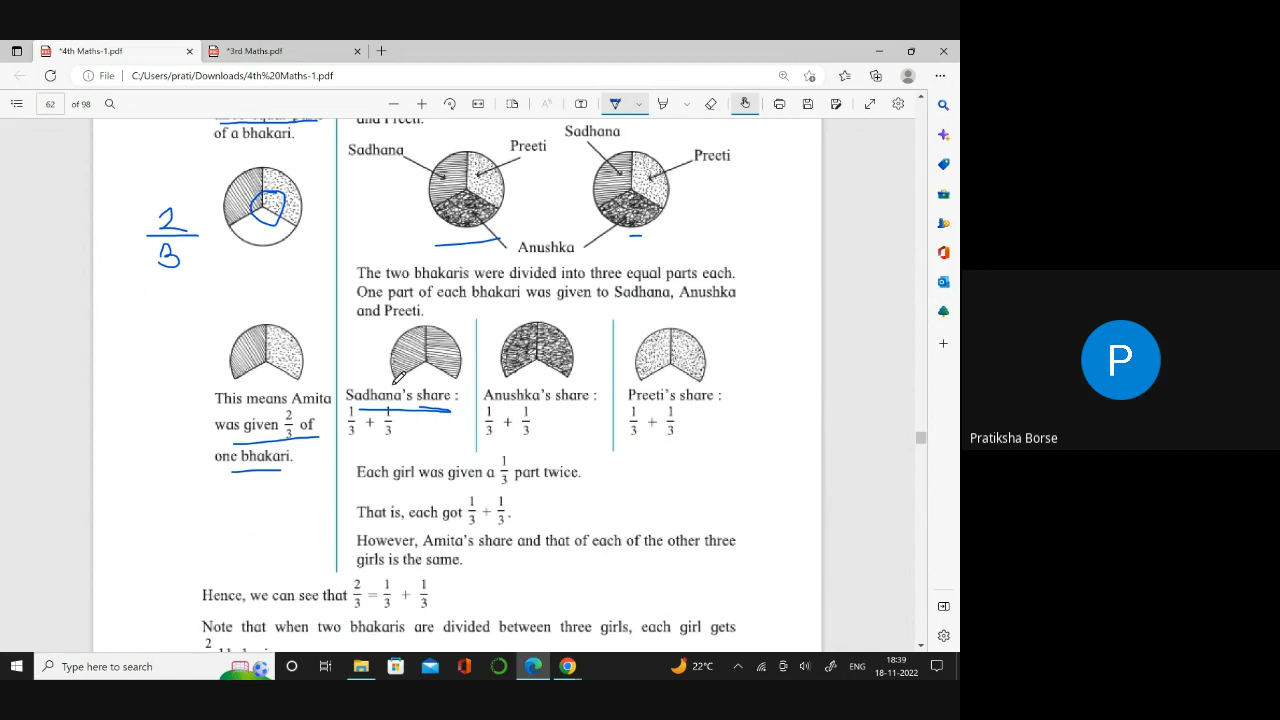 *4th Maths-1.pdf
*3rd Maths.pdf
File
C:/Users/prati/Downloads/4th%20Maths-1.pdf
62 of 98
of a bhakari.
2/3
and Preeti.
Sadhana Preeti Sadhana Preeti
Anushka
The two bhakaris were divided into three equal parts each.
One part of each bhakari was given to Sadhana, Anushka
and Preeti.
This means Amita
was given 2/3 of
one bhakari.
Sadhana's share :
1/3 + 1/3
Anushka's share :
1/3 + 1/3
Preeti's share :
1/3 + 1/3
Each girl was given a 1/3 part twice.
That is, each got 1/3 + 1/3.
However, Amita's share and that of each of the other three
girls is the same.
Hence, we can see that 2/3 = 1/3 + 1/3
Note that when two bhakaris are divided between three girls, each girl gets
2
P
Pratiksha Borse
Type here to search
22°C
ENG
18:39
18-11-2022